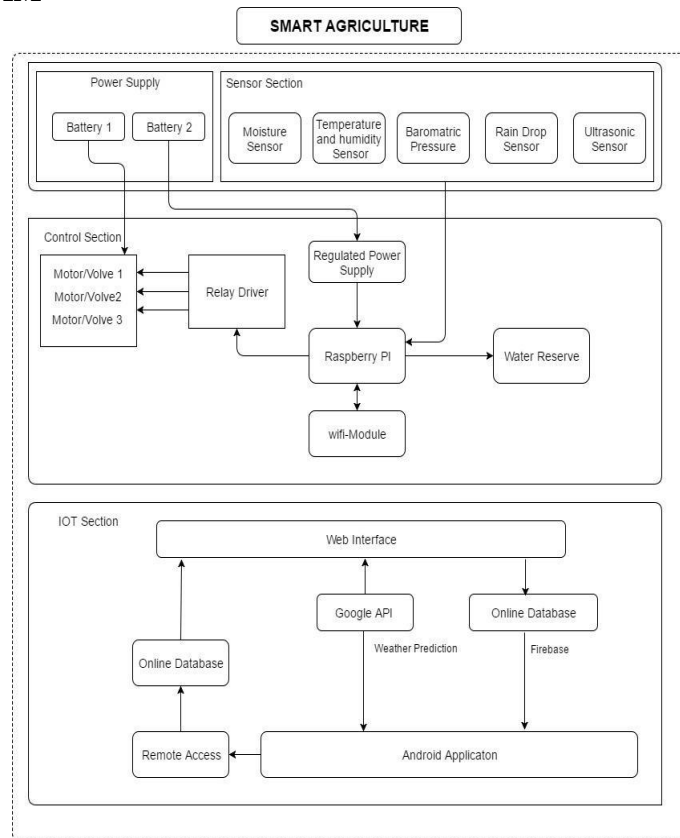 SMART AGRICULTURE
Power Supply
Battery 1
Battery 2
Sensor Section
Moisture
Sensor
Temperature
and humidity
Sensor
Baromatric
Pressure
Rain Drop
Sensor
Ultrasonic
Sensor
Control Section
Motor/Volve 1
Motor/Volve2
Motor/Volve 3
Relay Driver
Regulated Power
Supply
Raspberry PI
Water Reserve
wifi-Module
IOT Section
Web Interface
Google API
Online Database
Weather Prediction
Firebase
Online Database
Remote Access
Android Applicaton